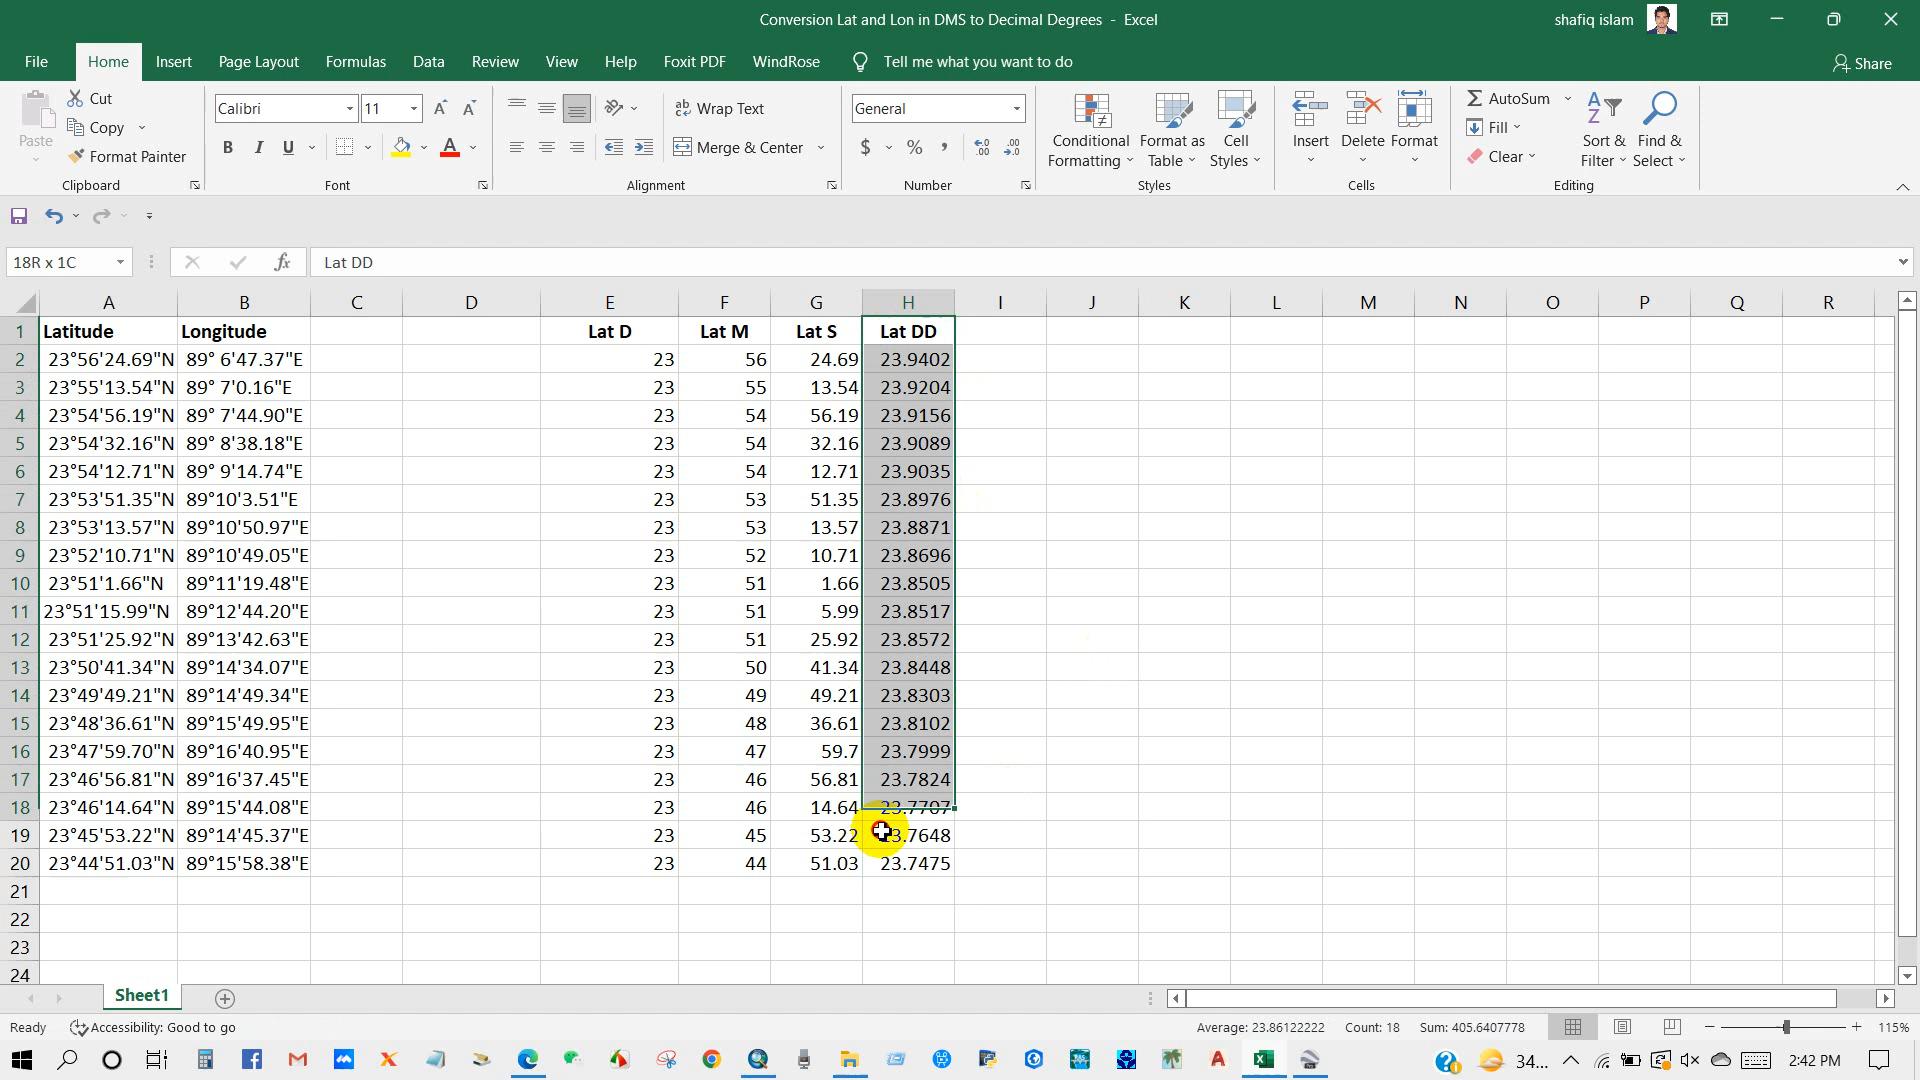 Conversion Lat and Lon in DMS to Decimal Degrees - Excel
shafiq islam
File Home Insert Page Layout Formulas Data Review View Help Foxit PDF WindRose Tell me what you want to do Share
Paste Cut Copy Format Painter Clipboard
Calibri 11 B I U A Font
Wrap Text Merge & Center Alignment
General $ % , Number
Conditional Formatting Format as Table Cell Styles Styles
Insert Delete Format Cells
AutoSum Fill Clear Sort & Filter Find & Select Editing
18R x 1C fx Lat DD
A B C D E F G H I J K L M N O P Q R
1 Latitude Longitude Lat D Lat M Lat S Lat DD
2 23°56'24.69"N 89° 6'47.37"E 23 56 24.69 23.9402
3 23°55'13.54"N 89° 7'0.16"E 23 55 13.54 23.9204
4 23°54'56.19"N 89° 7'44.90"E 23 54 56.19 23.9156
5 23°54'32.16"N 89° 8'38.18"E 23 54 32.16 23.9089
6 23°54'12.71"N 89° 9'14.74"E 23 54 12.71 23.9035
7 23°53'51.35"N 89°10'3.51"E 23 53 51.35 23.8976
8 23°53'13.57"N 89°10'50.97"E 23 53 13.57 23.8871
9 23°52'10.71"N 89°10'49.05"E 23 52 10.71 23.8696
10 23°51'1.66"N 89°11'19.48"E 23 51 1.66 23.8505
11 23°51'15.99"N 89°12'44.20"E 23 51 5.99 23.8517
12 23°51'25.92"N 89°13'42.63"E 23 51 25.92 23.8572
13 23°50'41.34"N 89°14'34.07"E 23 50 41.34 23.8448
14 23°49'49.21"N 89°14'49.34"E 23 49 49.21 23.8303
15 23°48'36.61"N 89°15'49.95"E 23 48 36.61 23.8102
16 23°47'59.70"N 89°16'40.95"E 23 47 59.7 23.7999
17 23°46'56.81"N 89°16'37.45"E 23 46 56.81 23.7824
18 23°46'14.64"N 89°15'44.08"E 23 46 14.64 23.7707
19 23°45'53.22"N 89°14'45.37"E 23 45 53.22 23.7648
20 23°44'51.03"N 89°15'58.38"E 23 44 51.03 23.7475
21
22
23
24
Sheet1
Ready Accessibility: Good to go Average: 23.86122222 Count: 18 Sum: 405.6407778 115%
34... 2:42 PM